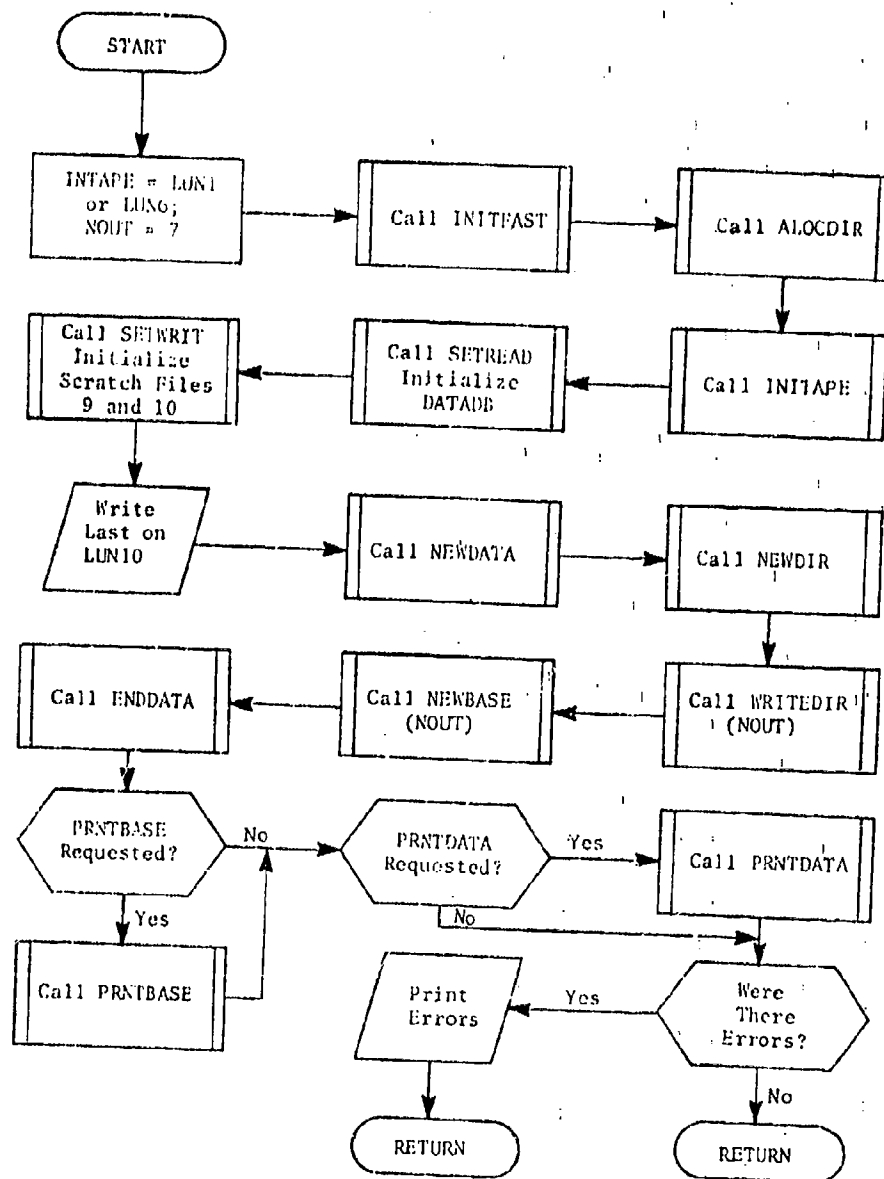 START
INTAPE = LUN1
or LUN6;
NOUT = 7
Call INITFAST
Call ALOCDIR
Call SETWRIT
Initialize
Scratch Files
9 and 10
Call SETREAD
Initialize
DATADB
Call INITAPE
Write
Last on
LUN10
Call NEWDATA
Call NEWDIR
Call ENDDATA
Call NEWBASE
(NOUT)
Call WRITEDIR
(NOUT)
PRNTBASE
Requested?
No
PRNTDATA
Requested?
Yes
Call PRNTDATA
Yes
No
Call PRNTBASE
Print
Errors
Yes
Were
There
Errors?
No
RETURN
RETURN